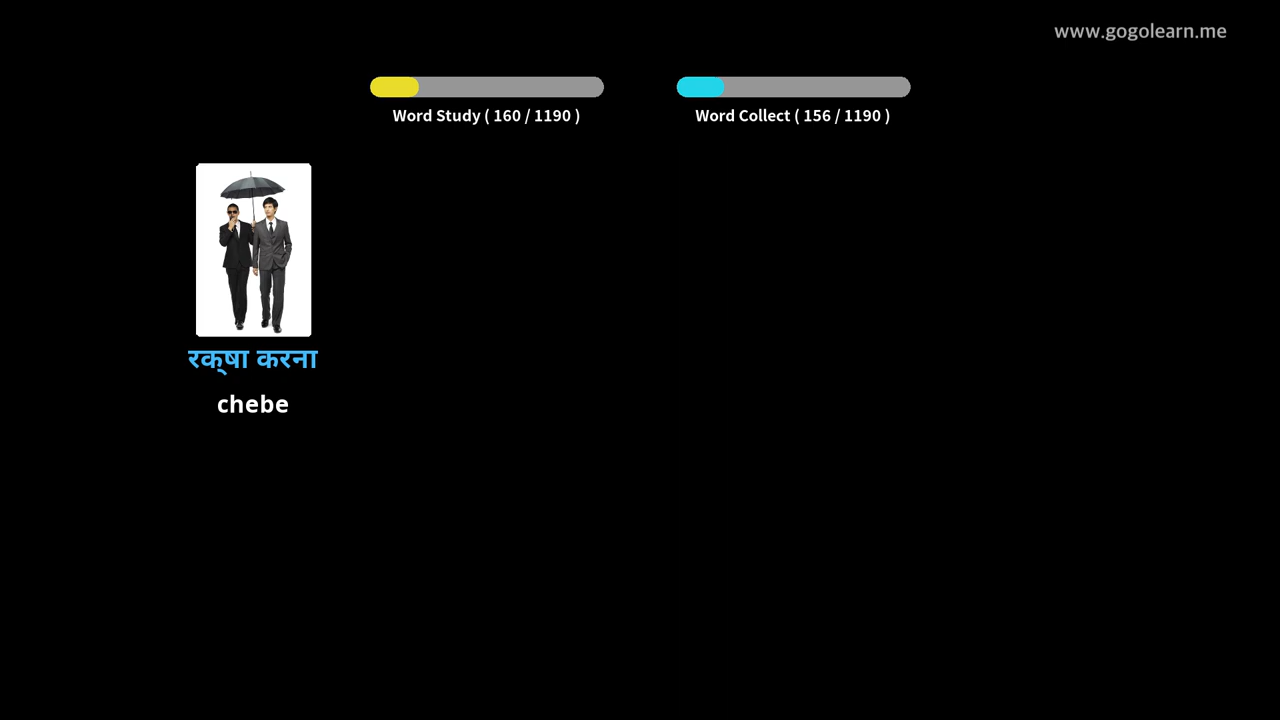 www.gogolearn.me
Word Study ( 160 / 1190 )
Word Collect ( 156 / 1190 )
रक्षा करना
chebe